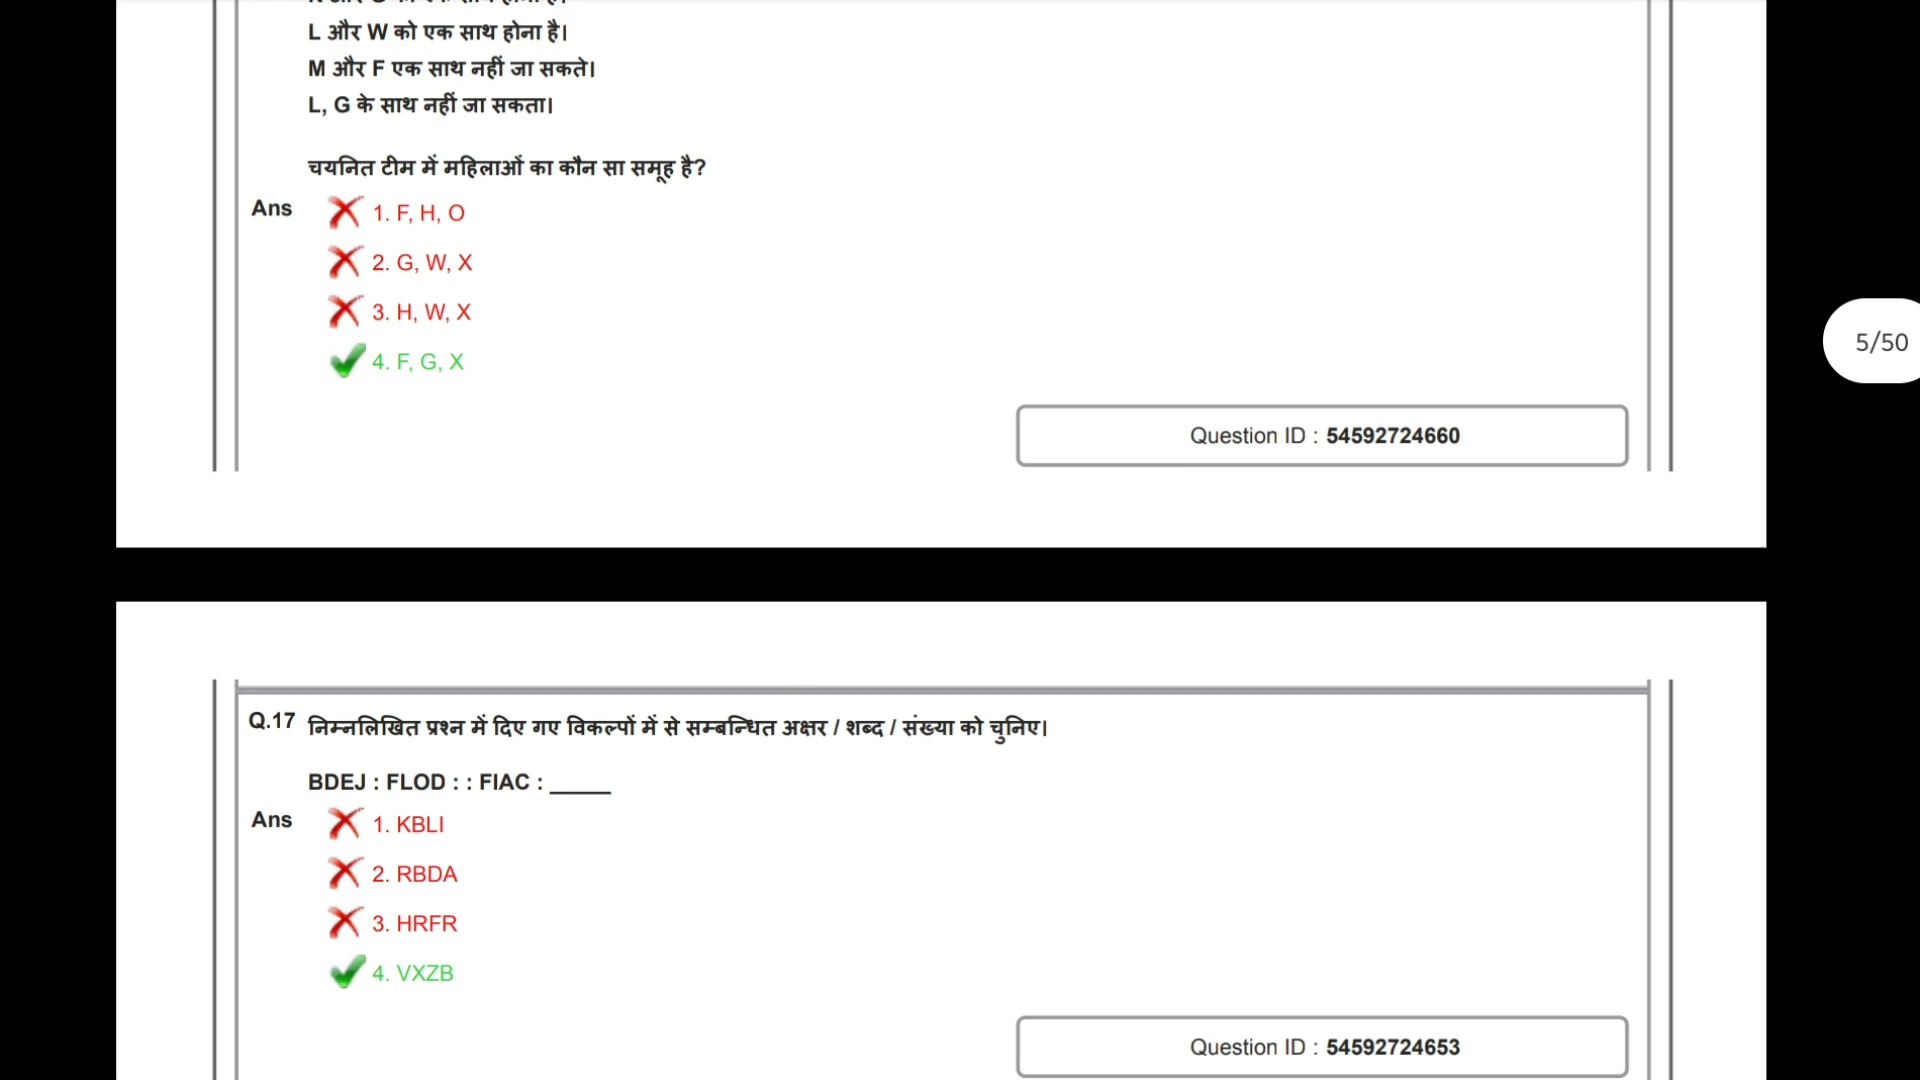 L और W को एक साथ होना है।
M और F एक साथ नहीं जा सकते।
L, G के साथ नहीं जा सकता।
चयनित टीम में महिलाओं का कौन सा समूह है?
Ans
1. F, H, O
2. G, W, X
3. H, W, X
4. F, G, X
5/50
Question ID : 54592724660
Q.17 निम्नलिखित प्रश्न में दिए गए विकल्पों में से सम्बन्धित अक्षर / शब्द / संख्या को चुनिए।
BDEJ : FLOD : : FIAC : _____
Ans
1. KBLI
2. RBDA
3. HRFR
4. VXZB
Question ID : 54592724653